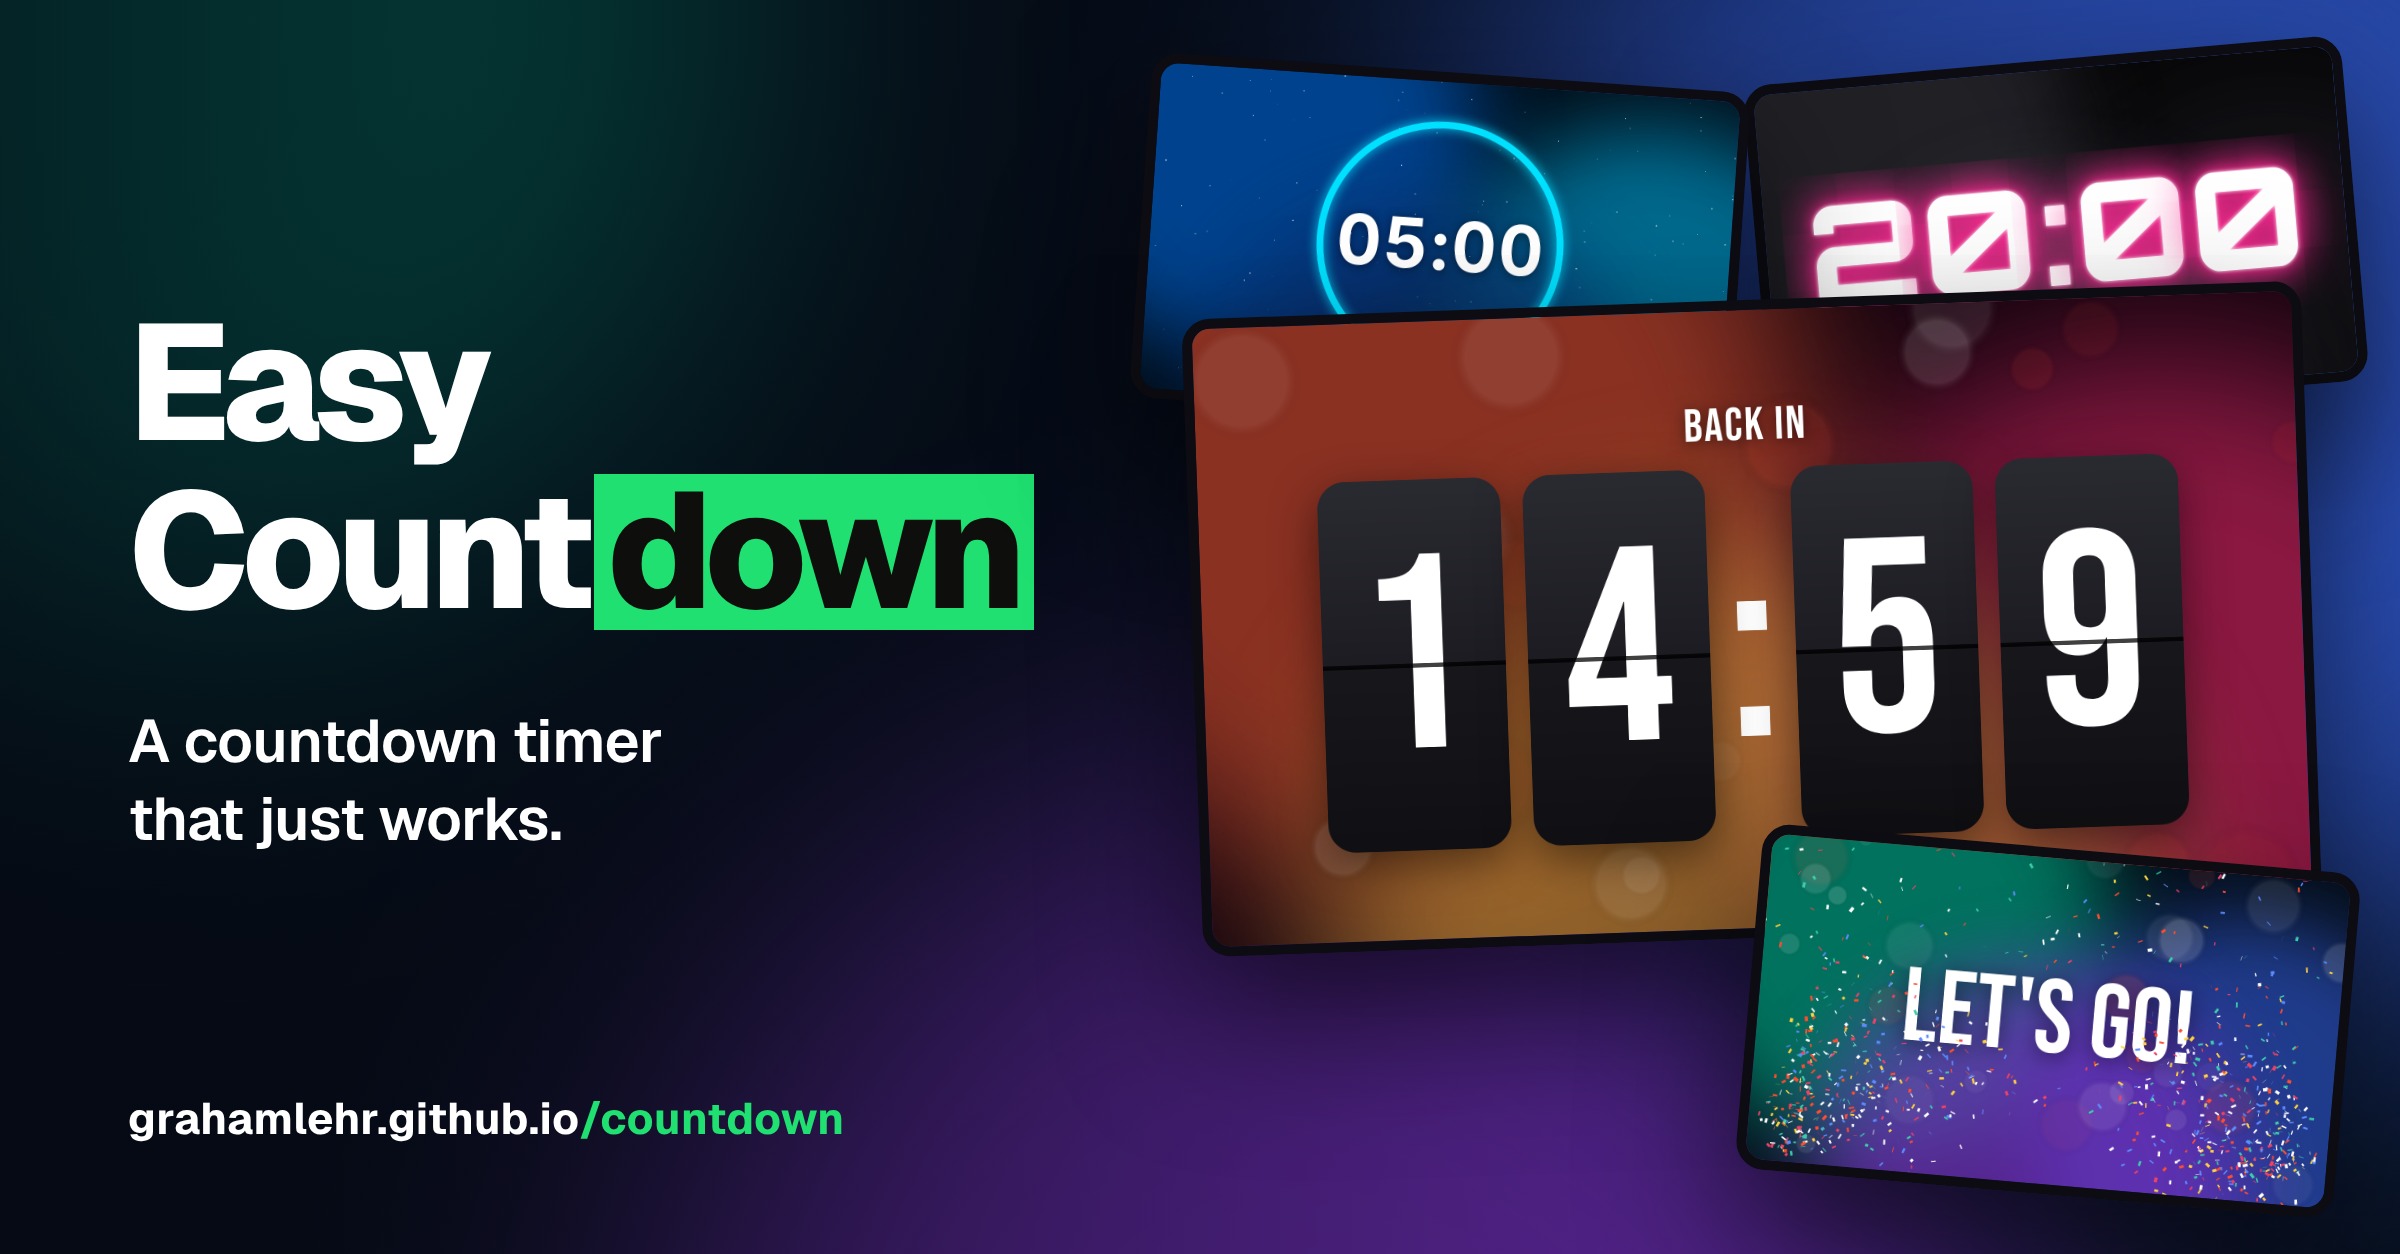 Easy
Countdown
A countdown timer
that just works.
grahamlehr.github.io/countdown
05:00
20:00
BACK IN
14:59
LET'S GO!